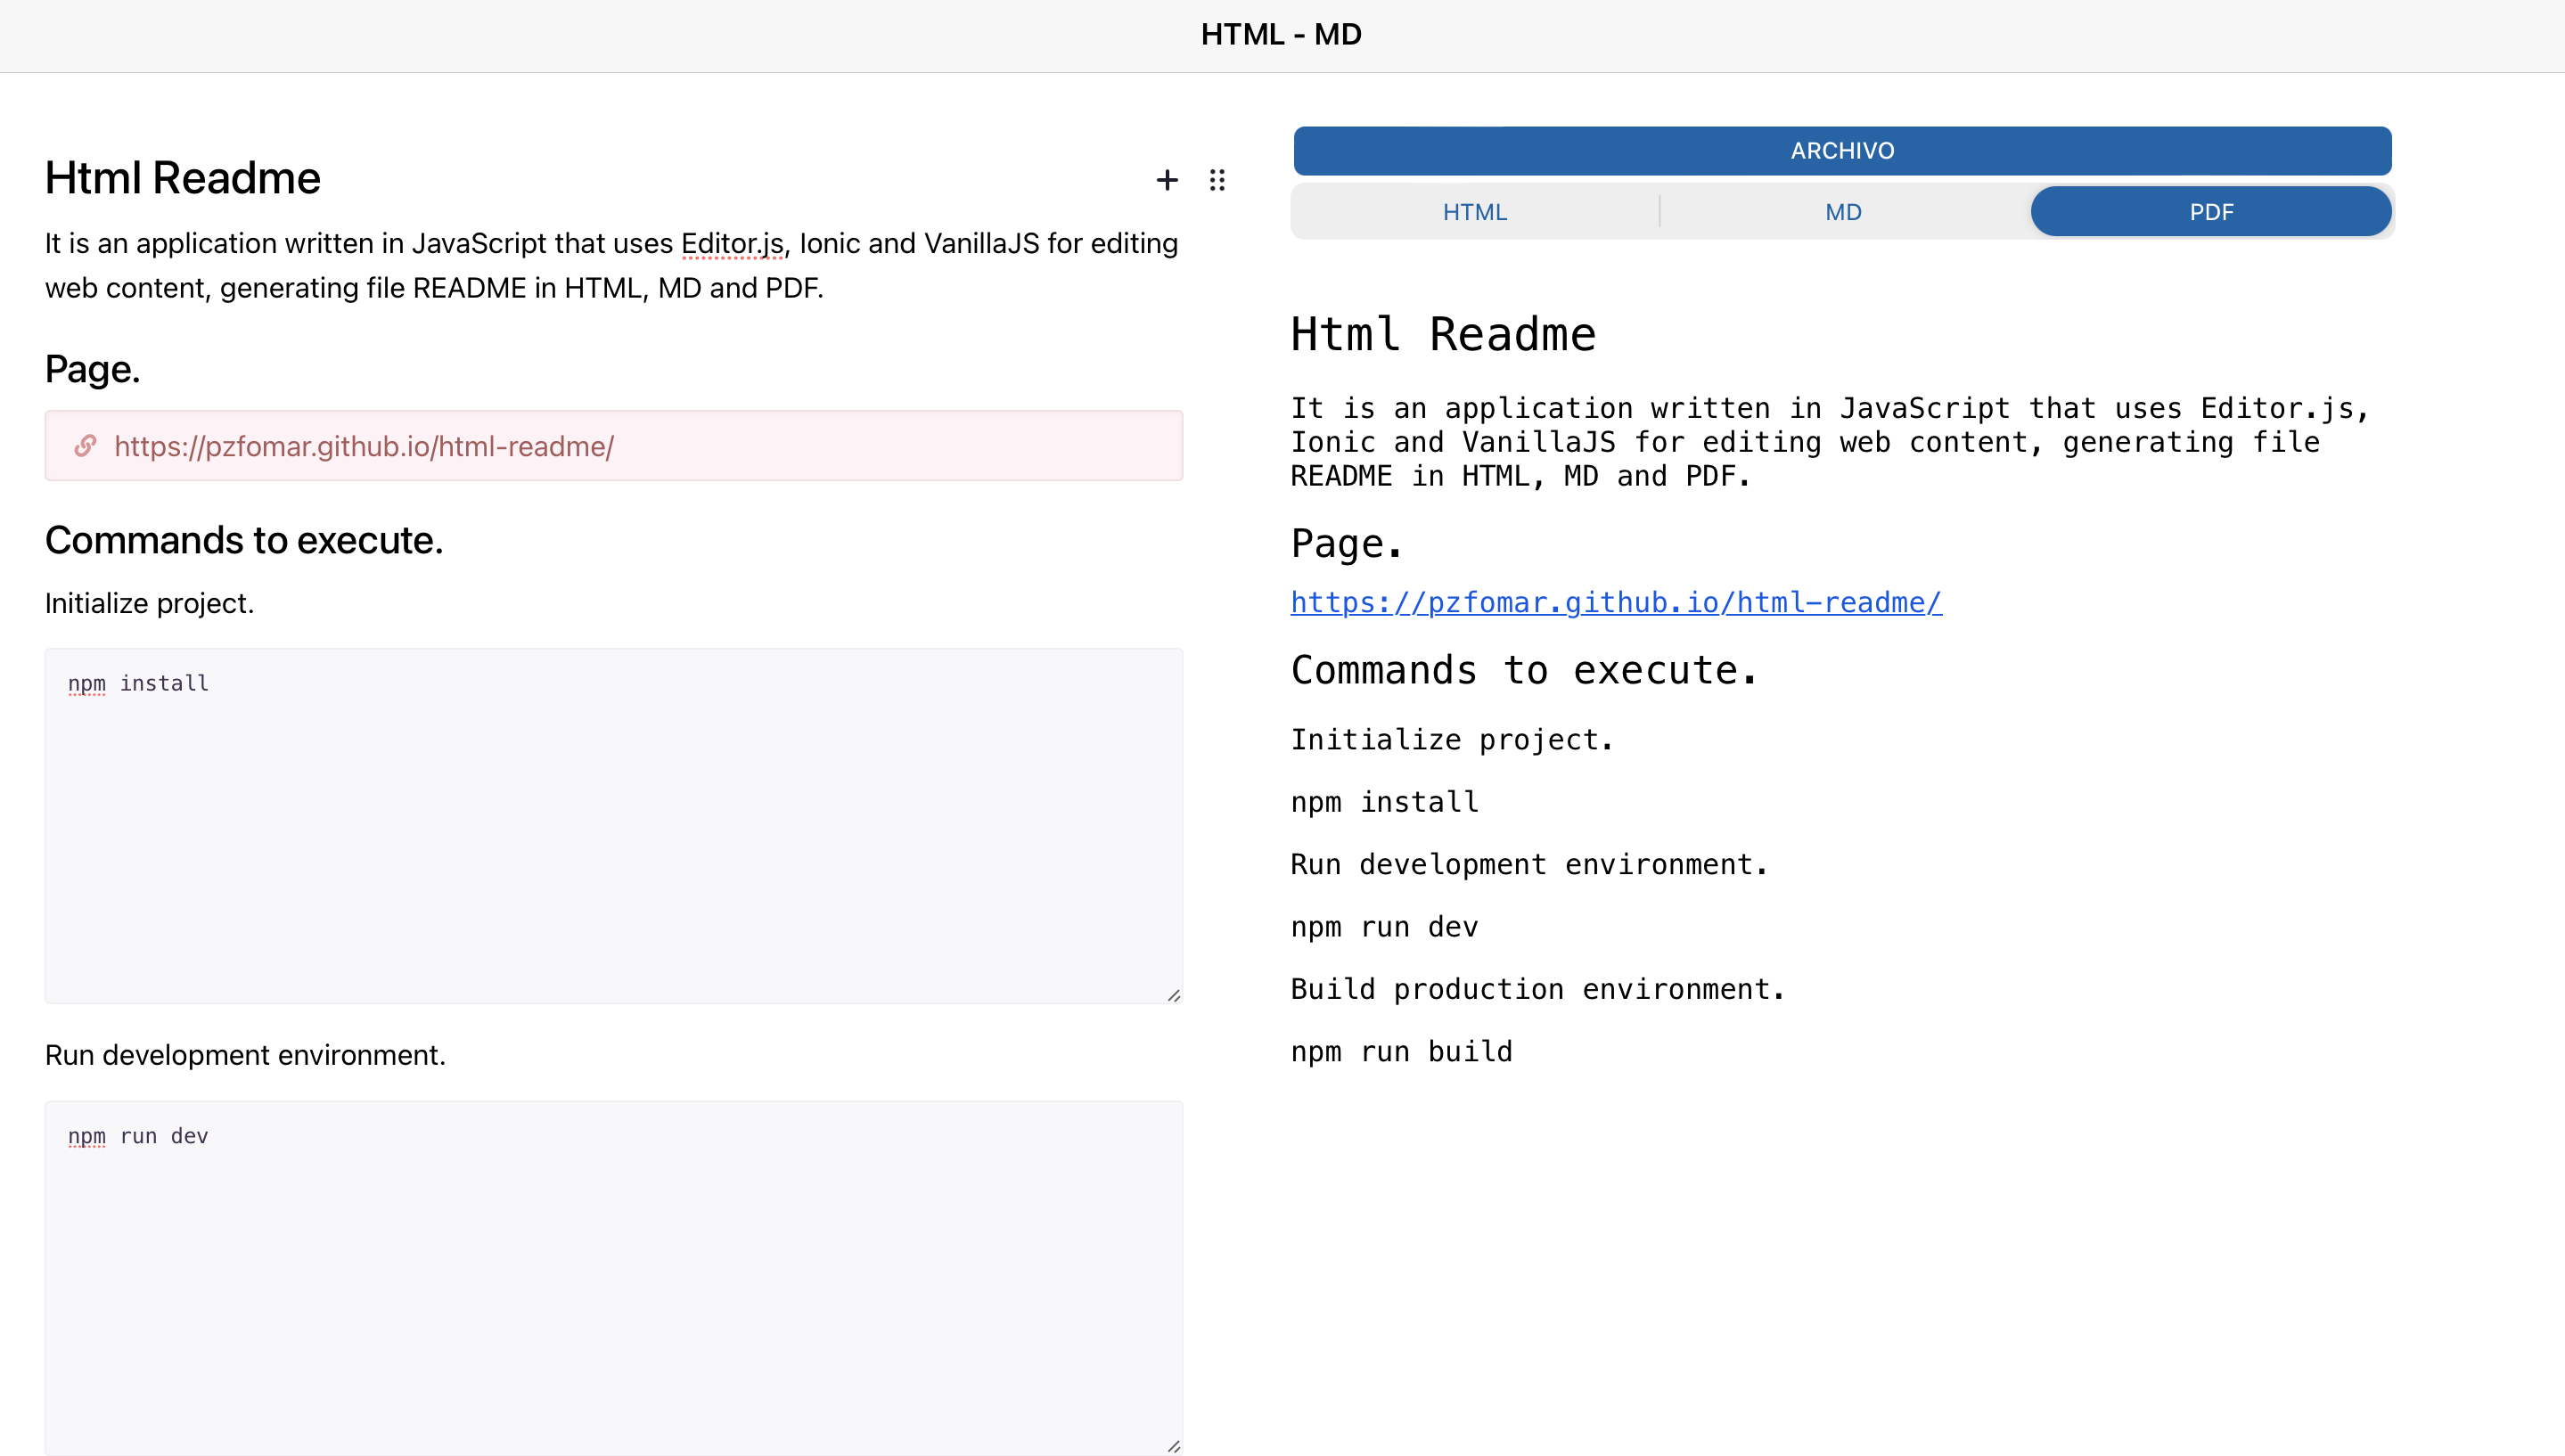 HTML - MD
Html Readme
It is an application written in JavaScript that uses Editor.js, Ionic and VanillaJS for editing
web content, generating file README in HTML, MD and PDF.
Page.
https://pzfomar.github.io/html-readme/
Commands to execute.
Initialize project.
npm install
Run development environment.
npm run dev
ARCHIVO
HTML MD PDF
Html Readme
It is an application written in JavaScript that uses Editor.js,
Ionic and VanillaJS for editing web content, generating file
README in HTML, MD and PDF.
Page.
https://pzfomar.github.io/html-readme/
Commands to execute.
Initialize project.
npm install
Run development environment.
npm run dev
Build production environment.
npm run build